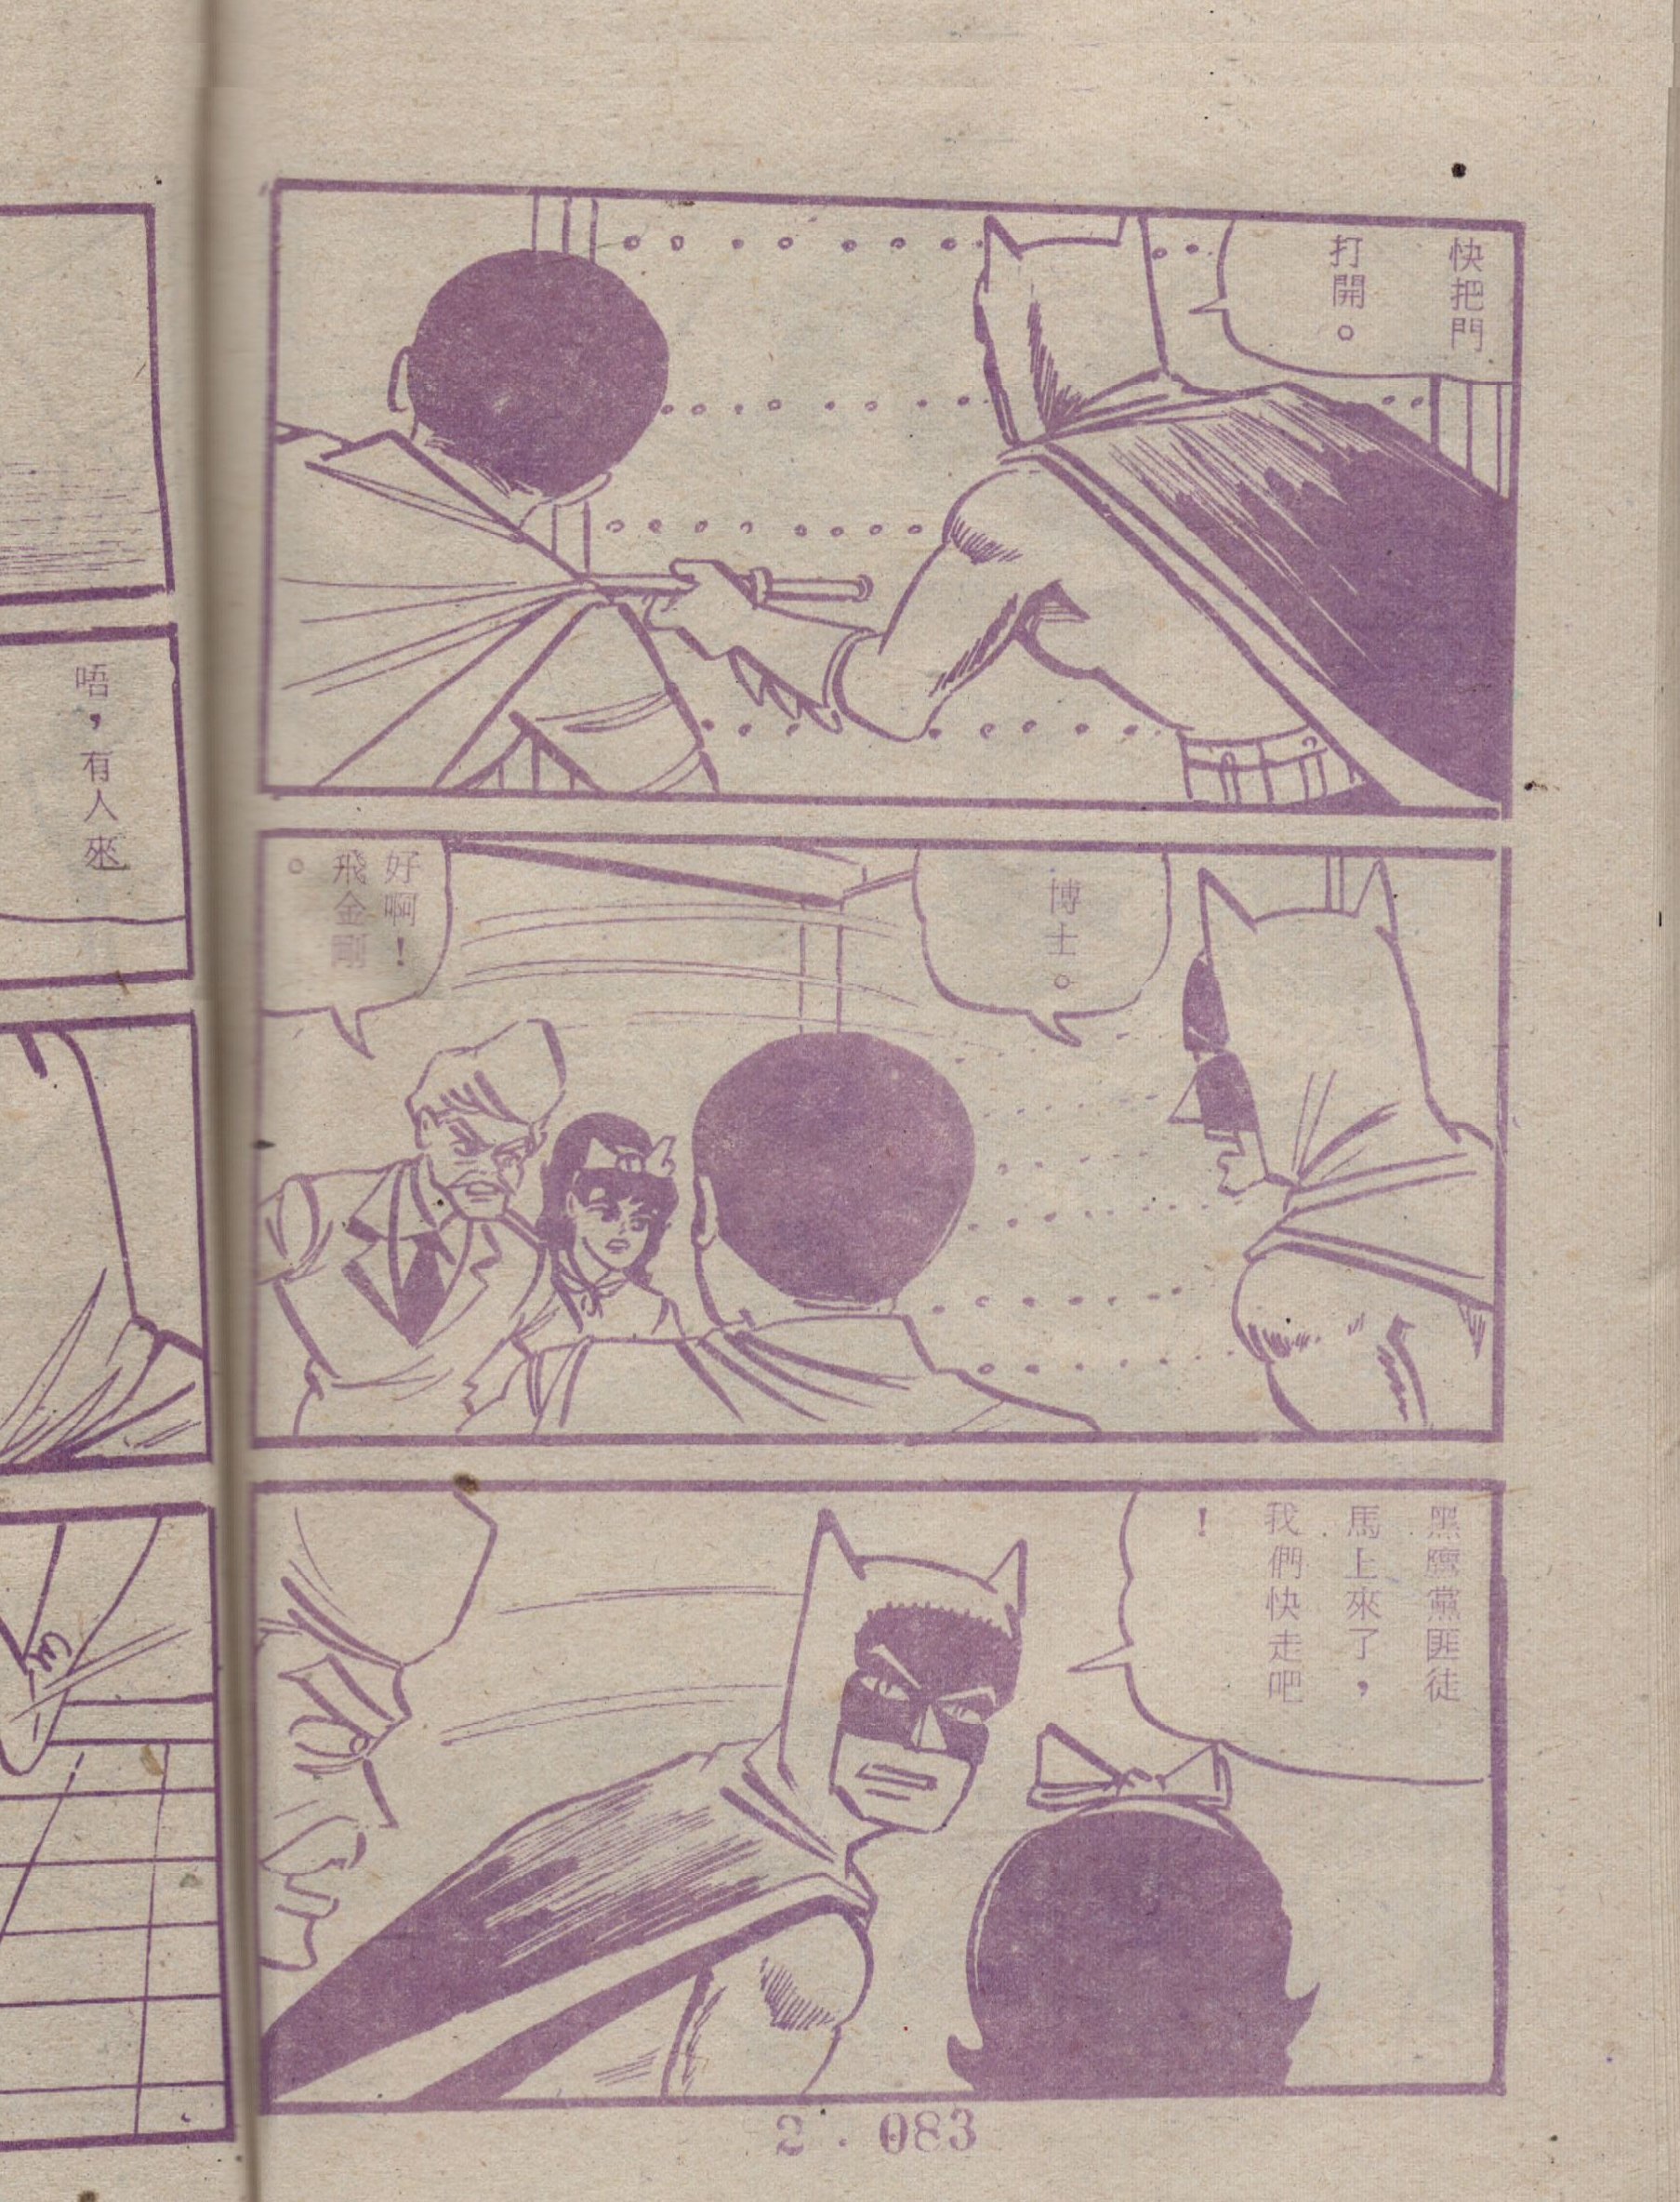 快把門
打開。
博士。
好啊！
飛金剛
。
黑鷹黨匪徒
馬上來了，
我們快走吧
！
2.083
唔，有人來